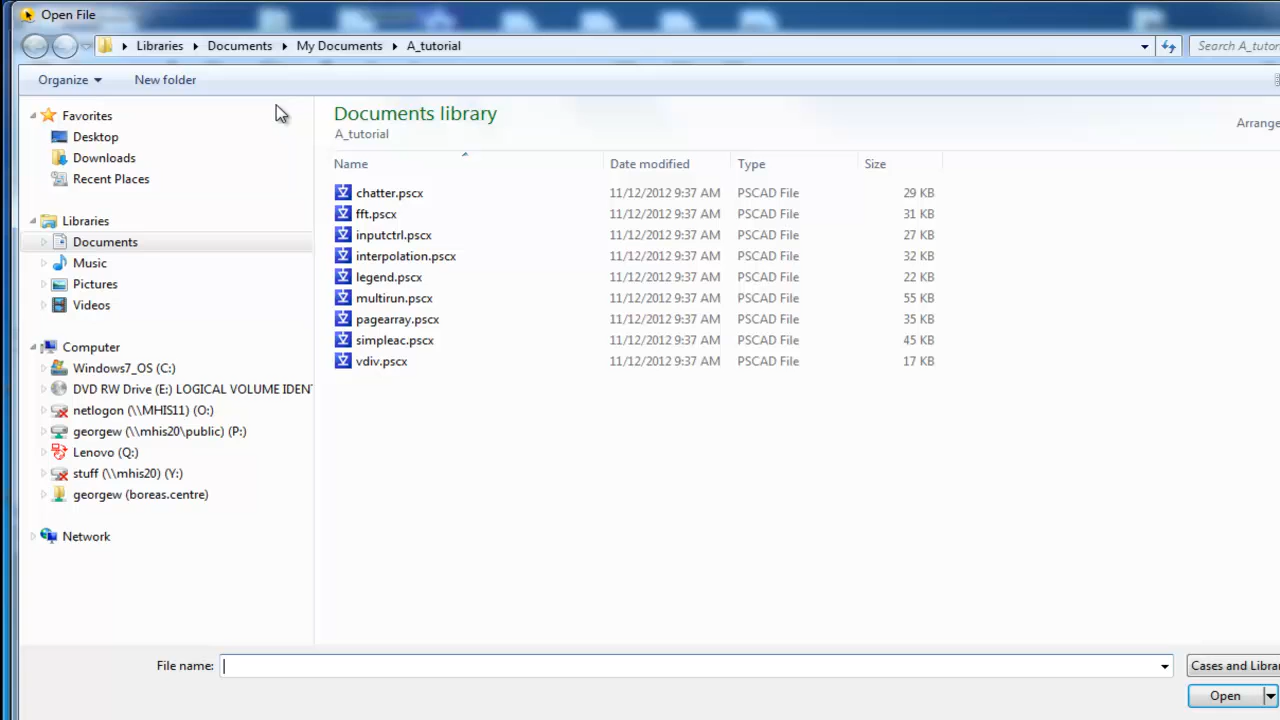 Open File
Libraries Documents My Documents A_tutorial Search A_tutor
Organize New folder
Favorites
Desktop
Downloads
Recent Places
Libraries
Documents
Music
Pictures
Videos
Computer
Windows7_OS (C:)
DVD RW Drive (E:) LOGICAL VOLUME IDEN
netlogon (\\MHIS11) (O:)
georgew (\\mhis20\public) (P:)
Lenovo (Q:)
stuff (\\mhis20) (Y:)
georgew (boreas.centre)
Network
Documents library
A_tutorial
Arrange
Name Date modified Type Size
chatter.pscx 11/12/2012 9:37 AM PSCAD File 29 KB
fft.pscx 11/12/2012 9:37 AM PSCAD File 31 KB
inputctrl.pscx 11/12/2012 9:37 AM PSCAD File 27 KB
interpolation.pscx 11/12/2012 9:37 AM PSCAD File 32 KB
legend.pscx 11/12/2012 9:37 AM PSCAD File 22 KB
multirun.pscx 11/12/2012 9:37 AM PSCAD File 55 KB
pagearray.pscx 11/12/2012 9:37 AM PSCAD File 35 KB
simpleac.pscx 11/12/2012 9:37 AM PSCAD File 45 KB
vdiv.pscx 11/12/2012 9:37 AM PSCAD File 17 KB
File name: Cases and Librar
Open